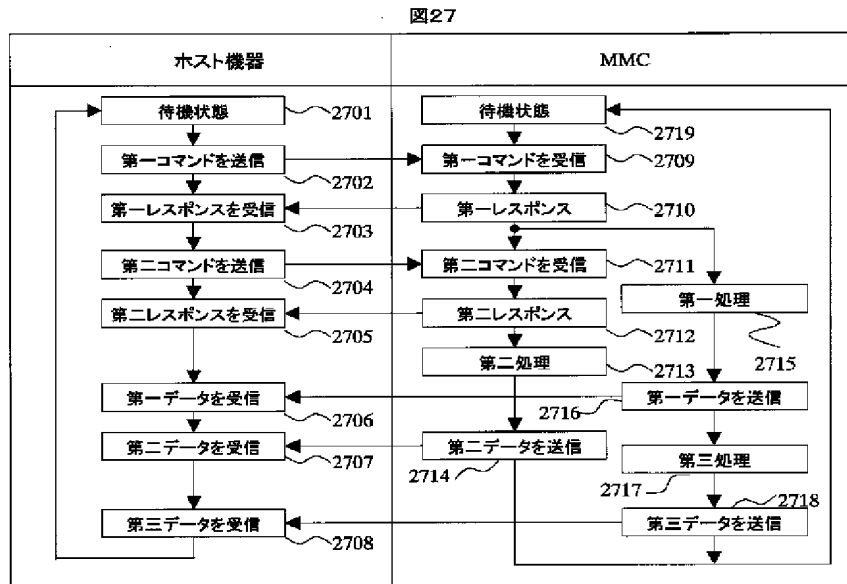 図27
ホスト機器
MMC
待機状態
2701
待機状態
2719
第一コマンドを送信
2702
第一コマンドを受信
2709
第一レスポンスを受信
2703
第一レスポンス
2710
第二コマンドを送信
2704
第二コマンドを受信
2711
第一処理
2715
第二レスポンスを受信
2705
第二レスポンス
2712
第二処理
2713
第一データを受信
2706
第一データを送信
2716
第二データを受信
2707
第二データを送信
2714
第三処理
2717
第三データを受信
2708
第三データを送信
2718